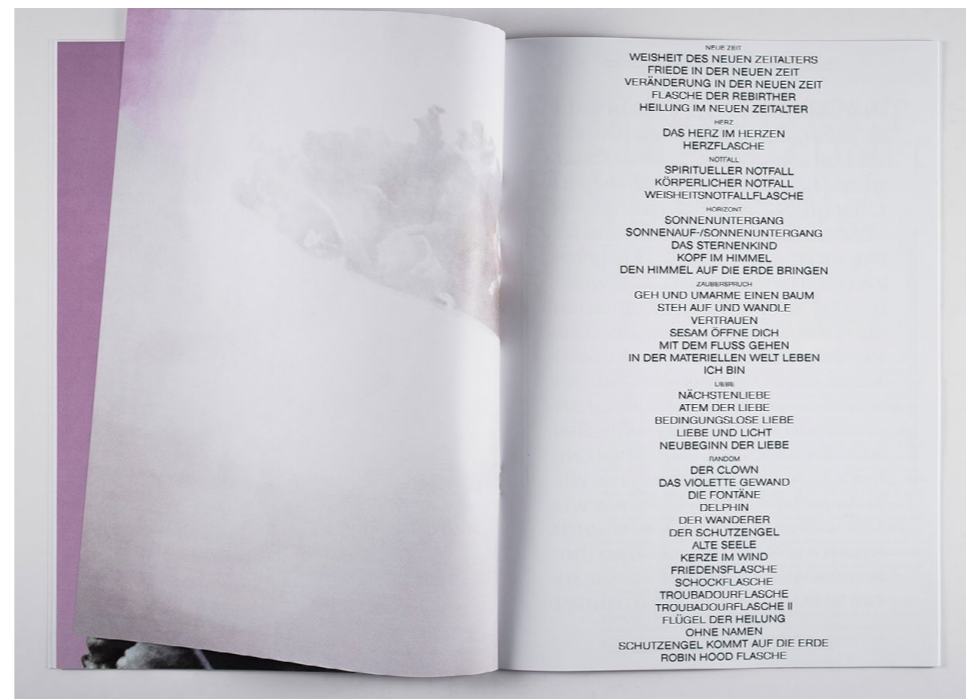 NEUE ZEIT
WEISHEIT DES NEUEN ZEITALTERS
FRIEDE IN DER NEUEN ZEIT
VERÄNDERUNG IN DER NEUEN ZEIT
FLASCHE DER REBIRTHER
HEILUNG IM NEUEN ZEITALTER
HERZ
DAS HERZ IM HERZEN
HERZFLASCHE
NOTFALL
SPIRITUELLER NOTFALL
KÖRPERLICHER NOTFALL
WEISHEITSNOTFALLFLASCHE
HORIZONT
SONNENUNTERGANG
SONNENAUF-/SONNENUNTERGANG
DAS STERNENKIND
KOPF IM HIMMEL
DEN HIMMEL AUF DIE ERDE BRINGEN
ZAUBERSPRUCH
GEH UND UMARME EINEN BAUM
STEH AUF UND WANDLE
VERTRAUEN
SESAM ÖFFNE DICH
MIT DEM FLUSS GEHEN
IN DER MATERIELLEN WELT LEBEN
ICH BIN
LIEBE
NÄCHSTENLIEBE
ATEM DER LIEBE
BEDINGUNGSLOSE LIEBE
LIEBE UND LICHT
NEUBEGINN DER LIEBE
RANDOM
DER CLOWN
DAS VIOLETTE GEWAND
DIE FONTÄNE
DELPHIN
DER WANDERER
DER SCHUTZENGEL
ALTE SEELE
KERZE IM WIND
FRIEDENSFLASCHE
SCHOCKFLASCHE
TROUBADOURFLASCHE
TROUBADOURFLASCHE II
FLÜGEL DER HEILUNG
OHNE NAMEN
SCHUTZENGEL KOMMT AUF DIE ERDE
ROBIN HOOD FLASCHE